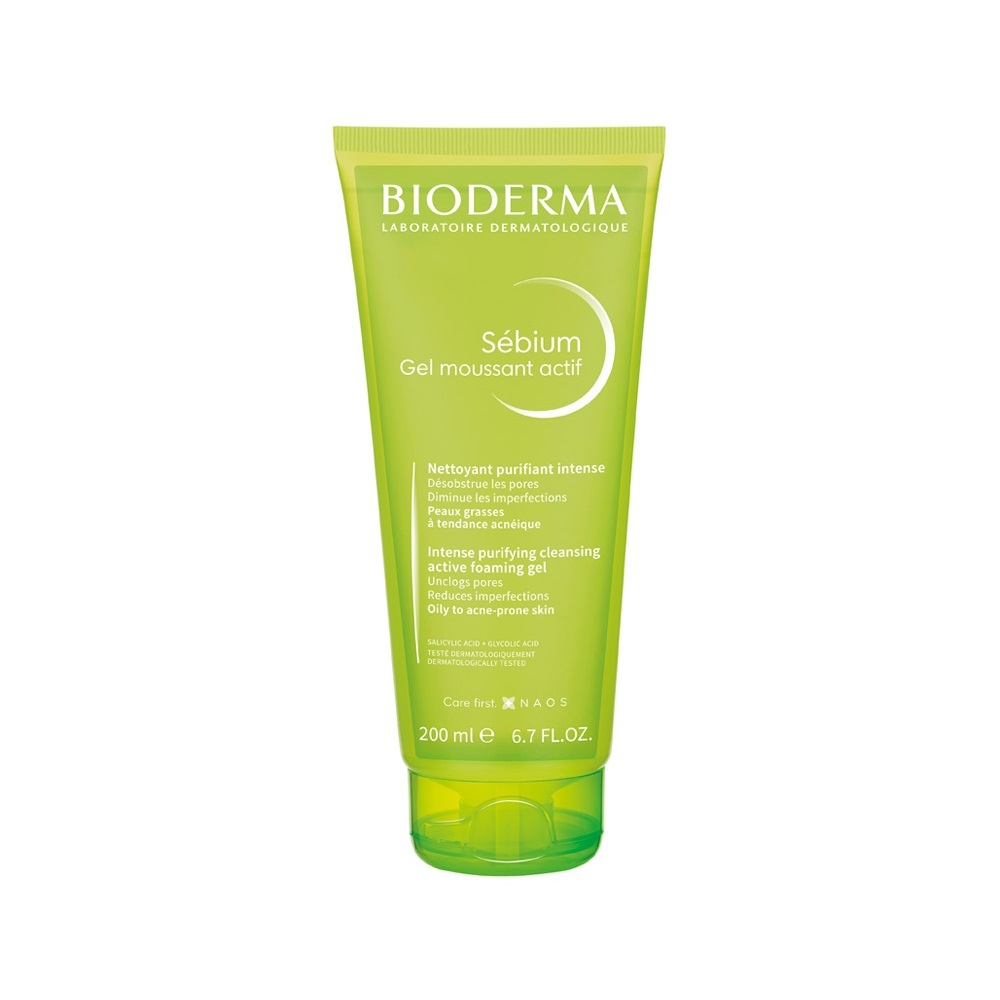 BIODERMA
LABORATOIRE DERMATOLOGIQUE
Sébium
Gel moussant actif
Nettoyant purifiant intense
Désobstrue les pores
Diminue les imperfections
Peaux grasses
à tendance acnéique
Intense purifying cleansing
active foaming gel
Unclogs pores
Reduces imperfections
Oily to acne-prone skin
SALICYLIC ACID + GLYCOLIC ACID
TESTÉ DERMATOLOGIQUEMENT
DERMATOLOGICALLY TESTED
Care first. NAOS
200 ml ℮ 6.7 FL.OZ.